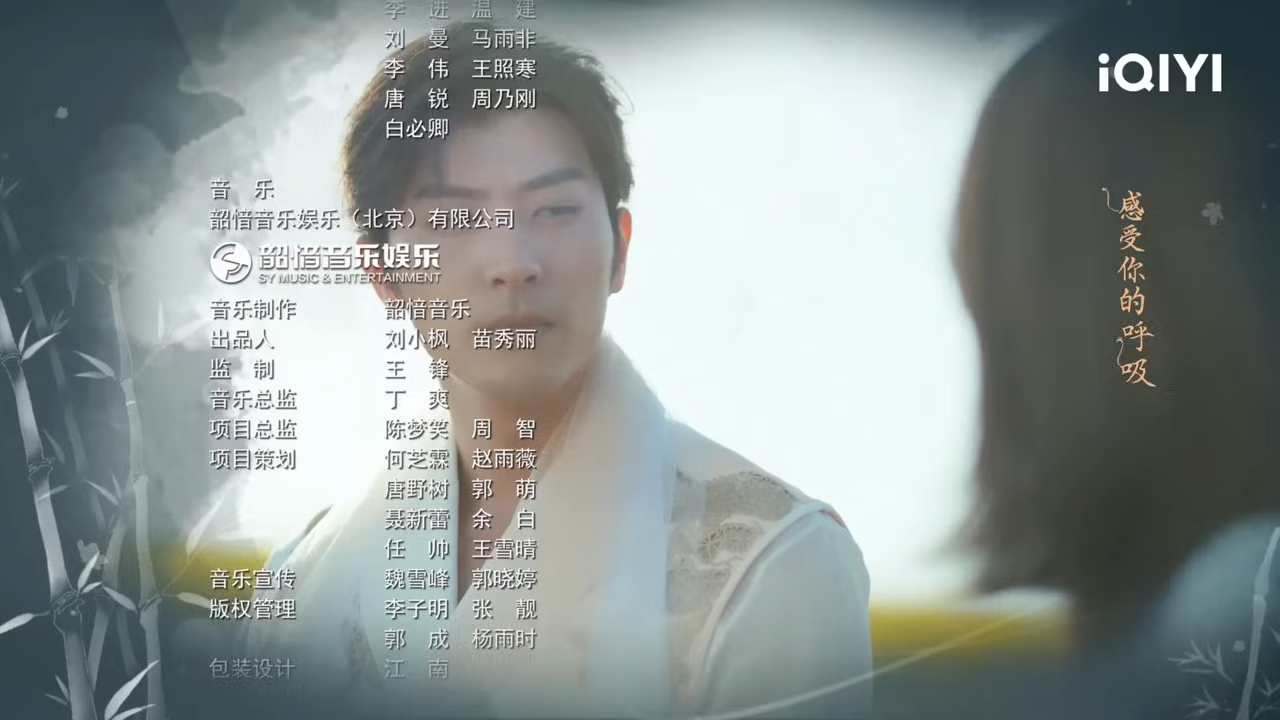 李 进 温 建
刘 曼 马雨非
李 伟 王照寒
唐 锐 周乃刚
白必卿
音 乐
韶愔音乐娱乐（北京）有限公司
韶愔音乐娱乐
SY MUSIC & ENTERTAINMENT
音乐制作 韶愔音乐
出品人 刘小枫 苗秀丽
监 制 王 锋
音乐总监 丁 爽
项目总监 陈梦笑 周 智
项目策划 何芝霖 赵雨薇
唐野树 郭 萌
聂新蕾 余 白
任 帅 王雪晴
音乐宣传 魏雪峰 郭晓婷
版权管理 李子明 张 靓
郭 成 杨雨时
包装设计 江 南
iQIYI
感受你的呼吸